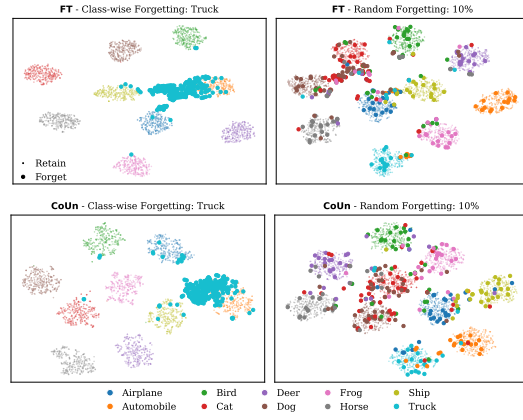 FT - Class-wise Forgetting: Truck
FT - Random Forgetting: 10%
Retain
Forget
CoUn - Class-wise Forgetting: Truck
CoUn - Random Forgetting: 10%
Airplane Bird Deer Frog Ship
Automobile Cat Dog Horse Truck